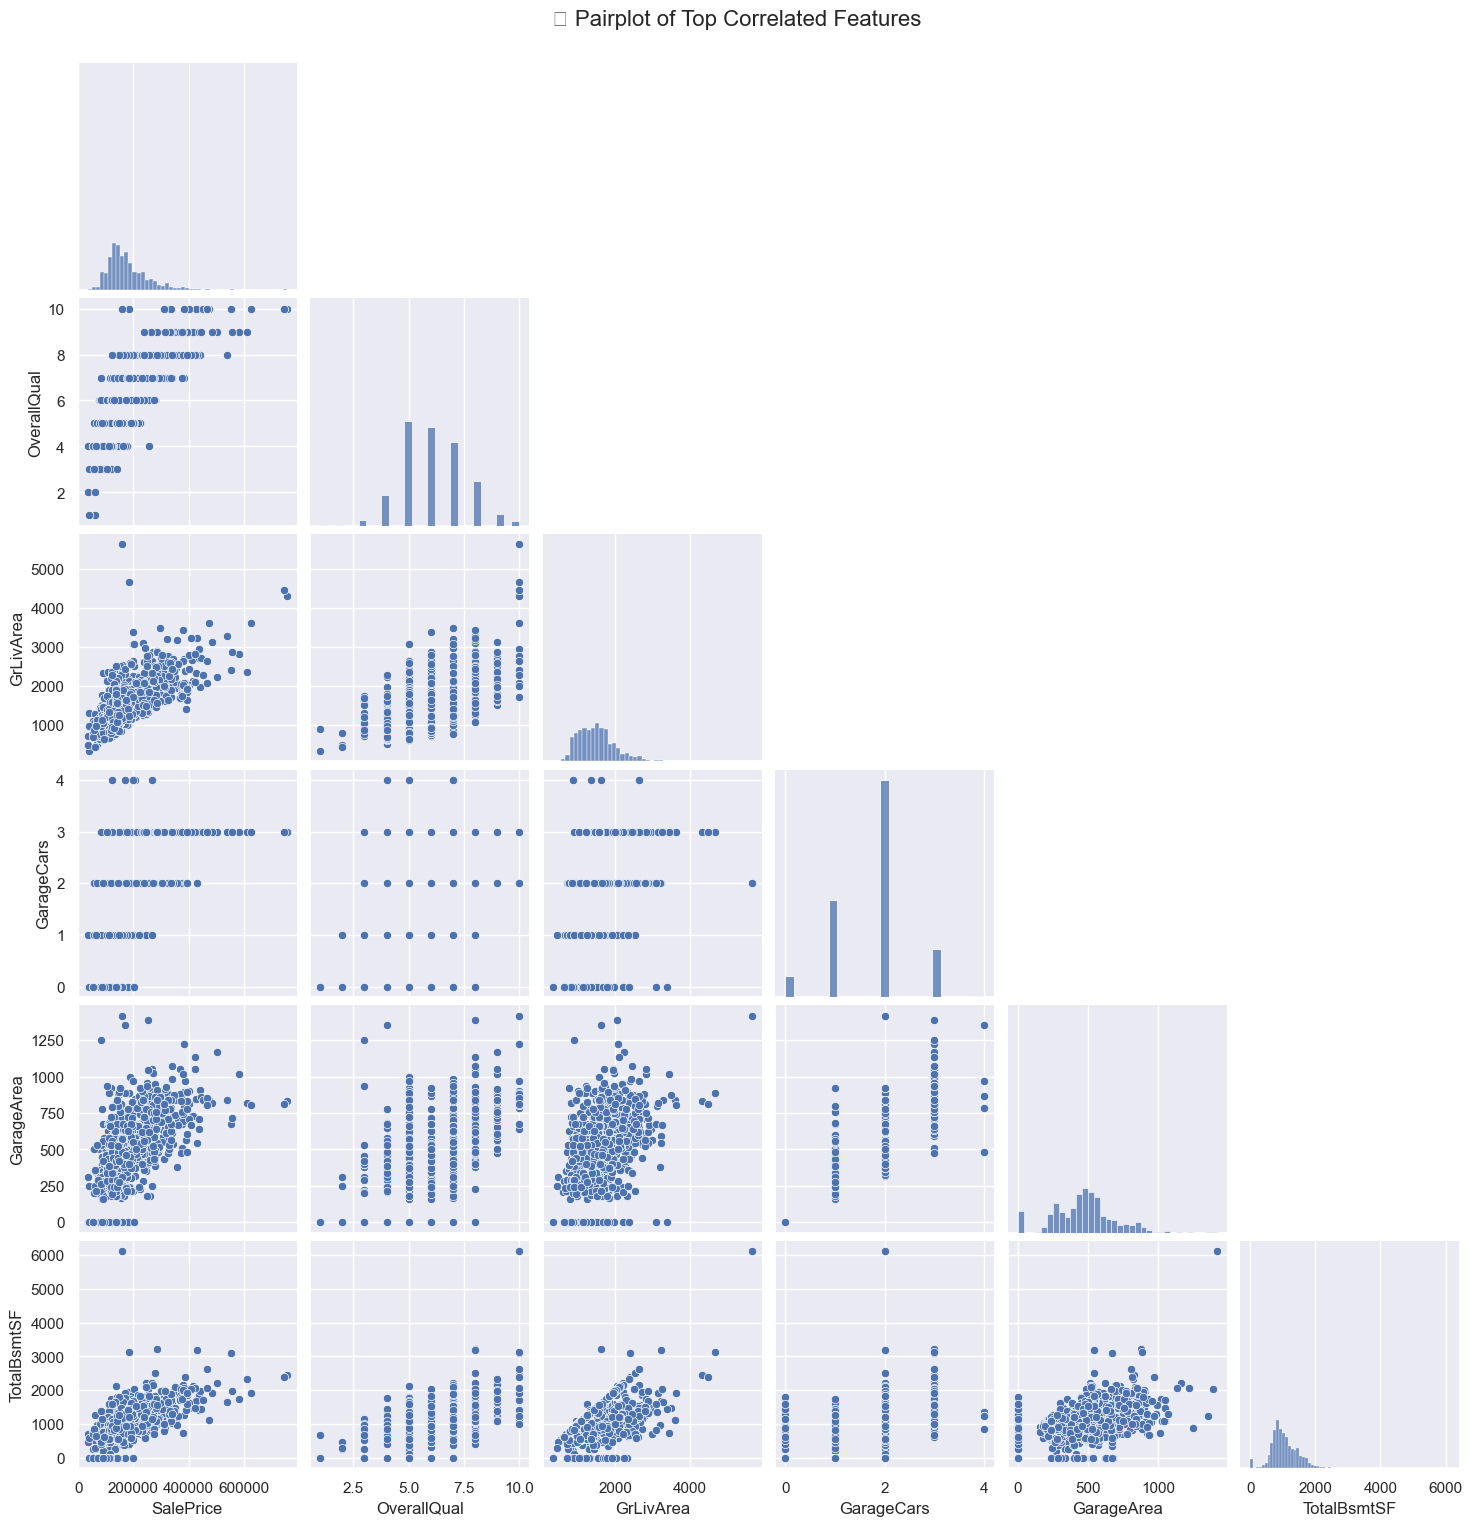 Pairplot of Top Correlated Features
10
8
6
4
2
OverallQual
5000
4000
3000
2000
1000
GrLivArea
4
3
2
1
0
GarageCars
1250
1000
750
500
250
0
GarageArea
6000
5000
4000
3000
2000
1000
0
TotalBsmtSF
0 200000 400000 600000
2.5 5.0 7.5 10.0
2000 4000
0 2 4
0 500 1000
0 2000 4000 6000
SalePrice
OverallQual
GrLivArea
GarageCars
GarageArea
TotalBsmtSF